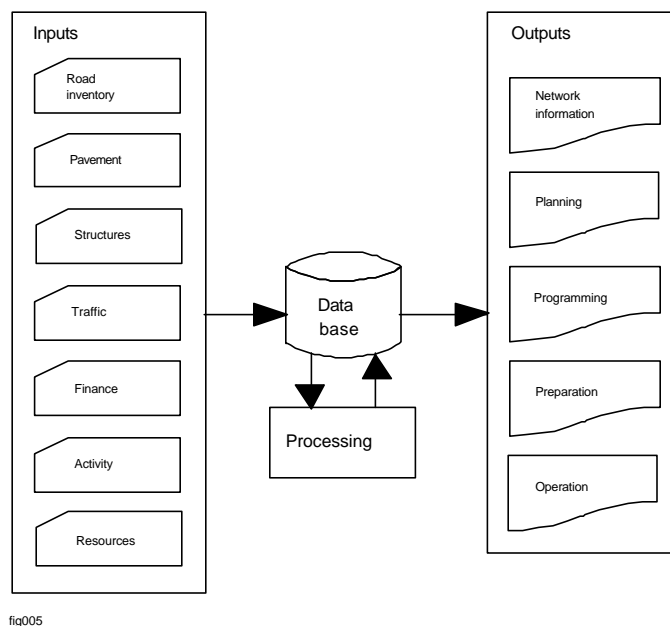 Inputs
Road
inventory
Pavement
Structures
Traffic
Finance
Activity
Resources
Data
base
Processing
Outputs
Network
information
Planning
Programming
Preparation
Operation
fig005